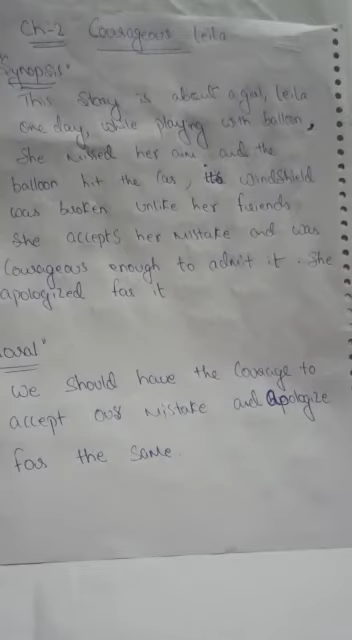 Ch-2 Courageous Leila
"Synopsis"
This story is about a girl, Leila
one day, while playing with balloon,
She missed her aim and the
balloon hit the Car, its windshield
was broken unlike her friends
She accepts her mistake and was
Courageous enough to admit it. She
apologized for it
oral"
We should have the Courage to
accept our mistake and Apologize
for the same.